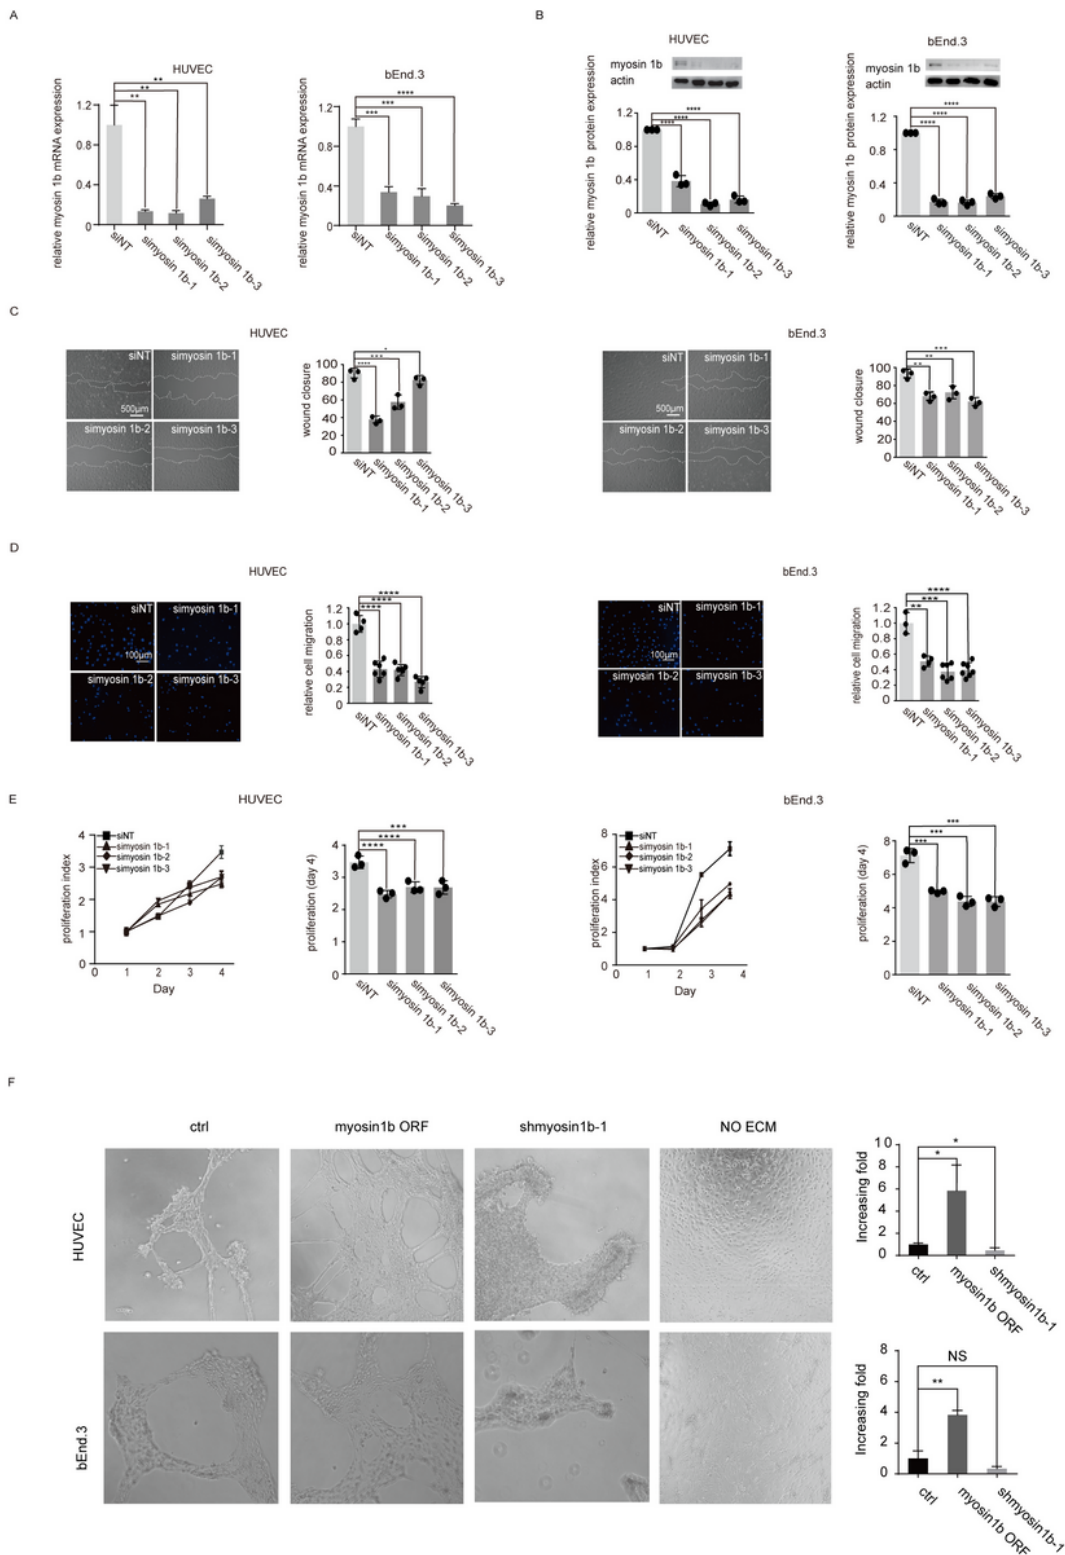 A
B
HUVEC
bEnd.3
relative myosin 1b mRNA expression
1.2
0.8
0.4
0
**
**
**
siNT
simyosin 1b-1
simyosin 1b-2
simyosin 1b-3
relative myosin 1b mRNA expression
1.2
0.8
0.4
0
****
***
***
siNT
simyosin 1b-1
simyosin 1b-2
simyosin 1b-3
HUVEC
myosin 1b
actin
relative myosin 1b protein expression
1.2
0.8
0.4
0
****
****
****
siNT
simyosin 1b-1
simyosin 1b-2
simyosin 1b-3
bEnd.3
myosin 1b
actin
relative myosin 1b protein expression
1.2
0.8
0.4
0
****
****
****
siNT
simyosin 1b-1
simyosin 1b-2
simyosin 1b-3
C
HUVEC
siNT
simyosin 1b-1
500µm
simyosin 1b-2
simyosin 1b-3
wound closure
100
80
60
40
20
0
*
***
****
siNT
simyosin 1b-1
simyosin 1b-2
simyosin 1b-3
bEnd.3
siNT
simyosin 1b-1
500µm
simyosin 1b-2
simyosin 1b-3
wound closure
100
80
60
80
60
0
***
**
**
siNT
simyosin 1b-1
simyosin 1b-2
simyosin 1b-3
D
HUVEC
siNT
simyosin 1b-1
100µm
simyosin 1b-2
simyosin 1b-3
relative cell migration
1.2
1.0
0.8
0.6
0.4
0.2
0
****
****
****
siNT
simyosin 1b-1
simyosin 1b-2
simyosin 1b-3
bEnd.3
siNT
simyosin 1b-1
100µm
simyosin 1b-2
simyosin 1b-3
relative cell migration
1.2
1.0
0.8
0.6
0.4
0.2
0
****
***
**
siNT
simyosin 1b-1
simyosin 1b-2
simyosin 1b-3
E
HUVEC
siNT
simyosin 1b-1
simyosin 1b-2
simyosin 1b-3
proliferation index
4
3
2
1
0
0 1 2 3 4
Day
proliferation (day 4)
4
3
2
1
0
***
****
****
siNT
simyosin 1b-1
simyosin 1b-2
simyosin 1b-3
bEnd.3
siNT
simyosin 1b-1
simyosin 1b-2
simyosin 1b-3
proliferation index
8
6
4
2
0
0 1 2 3 4
Day
proliferation (day 4)
8
6
4
2
0
***
***
***
siNT
simyosin 1b-1
simyosin 1b-2
simyosin 1b-3
F
ctrl
myosin1b ORF
shmyosin1b-1
NO ECM
HUVEC
Increasing fold
10
8
6
4
2
0
*
*
ctrl
myosin1b ORF
shmyosin1b-1
bEnd.3
Increasing fold
8
6
4
2
0
NS
**
ctrl
myosin1b ORF
shmyosin1b-1